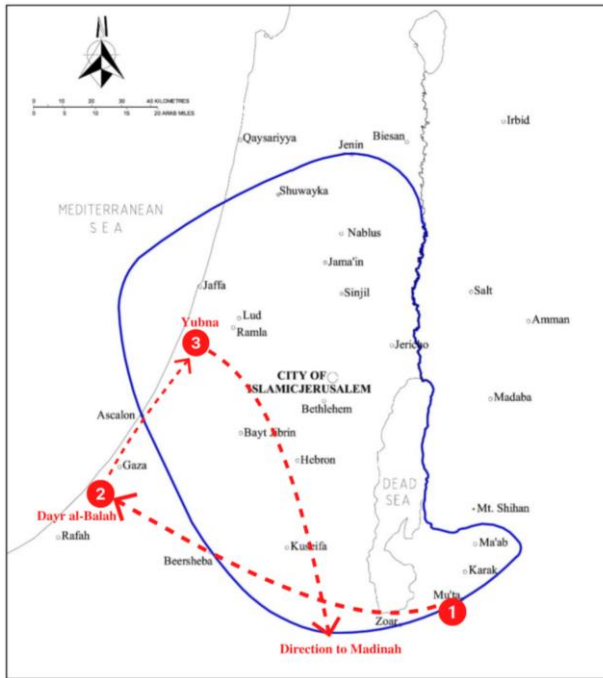 0 10 20 30 40 KILOMETRES
0 5 10 15 20 ARAB MILES
Irbid
Qaysariyya
Biesan
Jenin
Shuwayka
MEDITERRANEAN
SEA
Nablus
Jama'in
Jaffa
Sinjil
Salt
Lud
Yubna
Amman
Ramla
3
Jericho
CITY OF
ISLAMICJERUSALEM
Madaba
Bethlehem
Ascalon
Bayt Jibrin
Hebron
Gaza
DEAD
SEA
2
Mt. Shihan
Dayr al-Balah
Rafah
Kuseifa
Ma'ab
Beersheba
Karak
Mu'ta
1
Zoar
Direction to Madinah